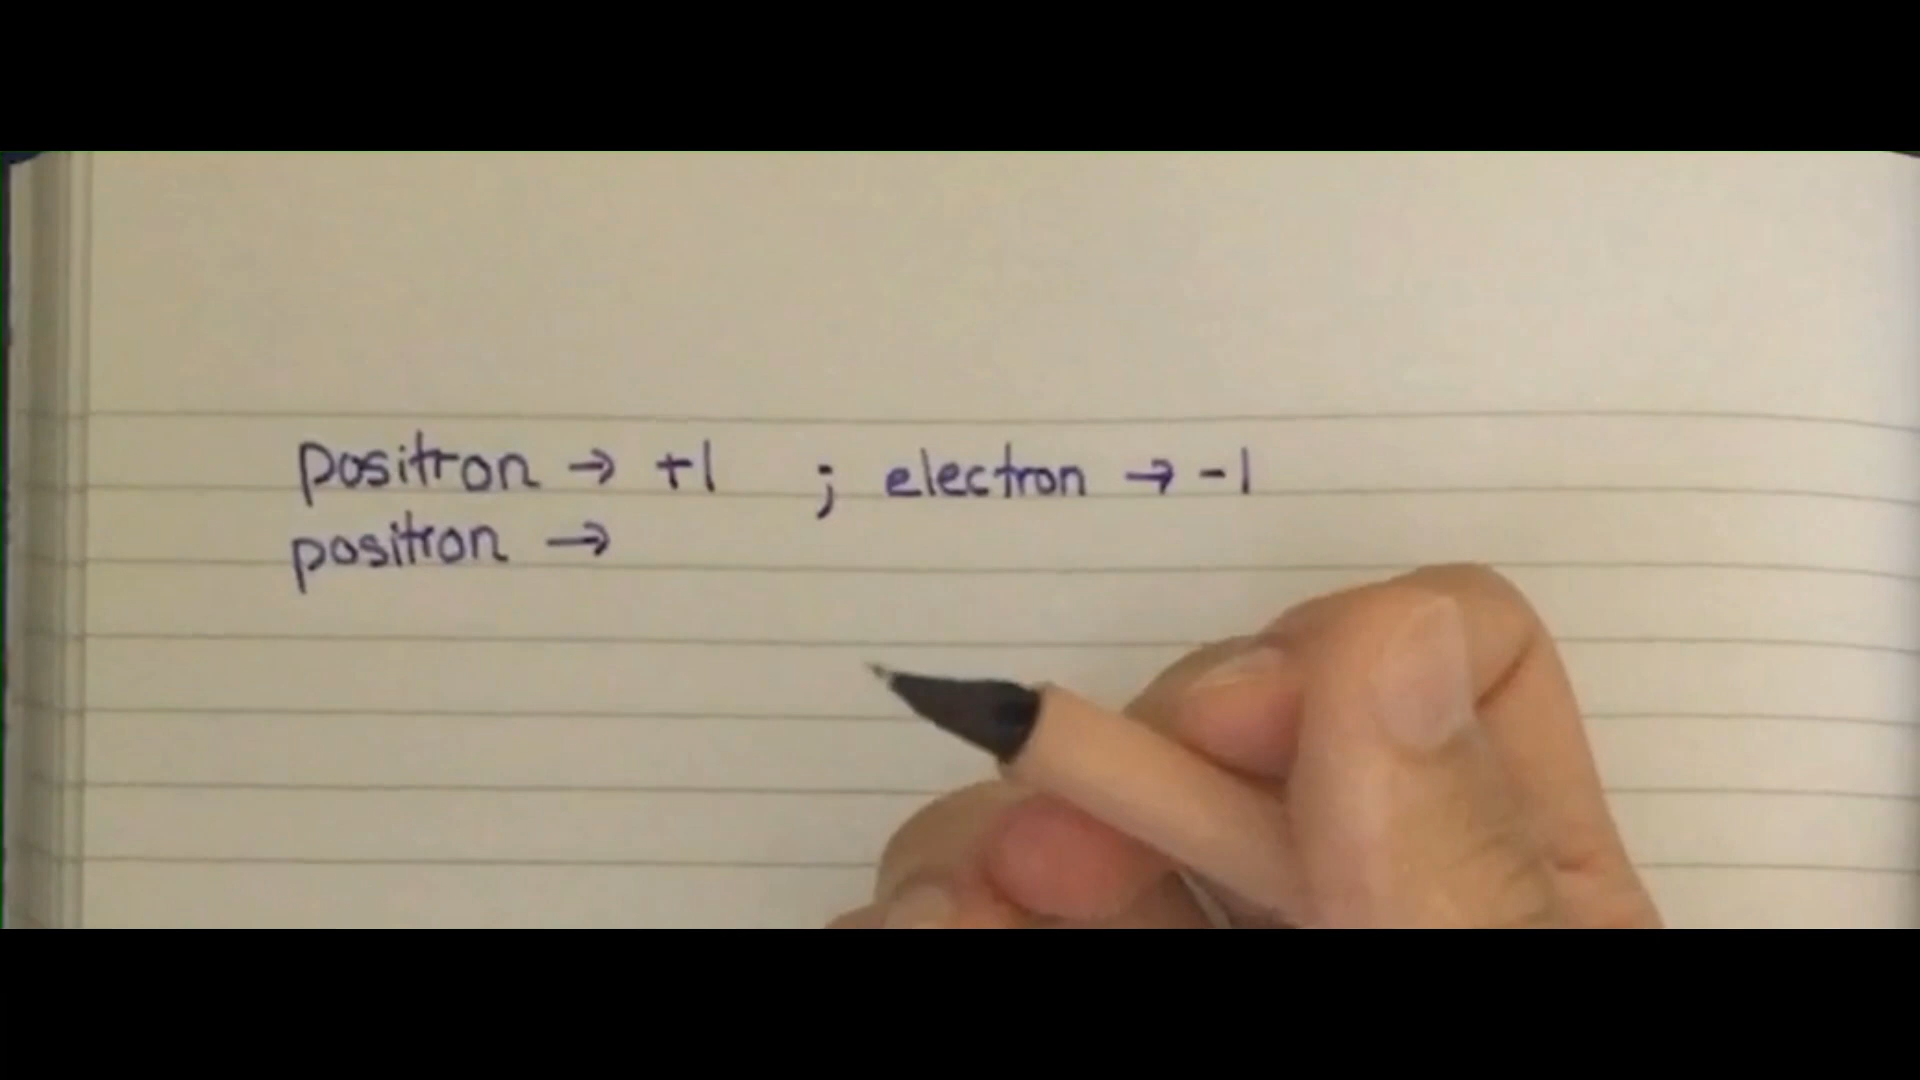 positron → +1 ; electron → -1
positron →